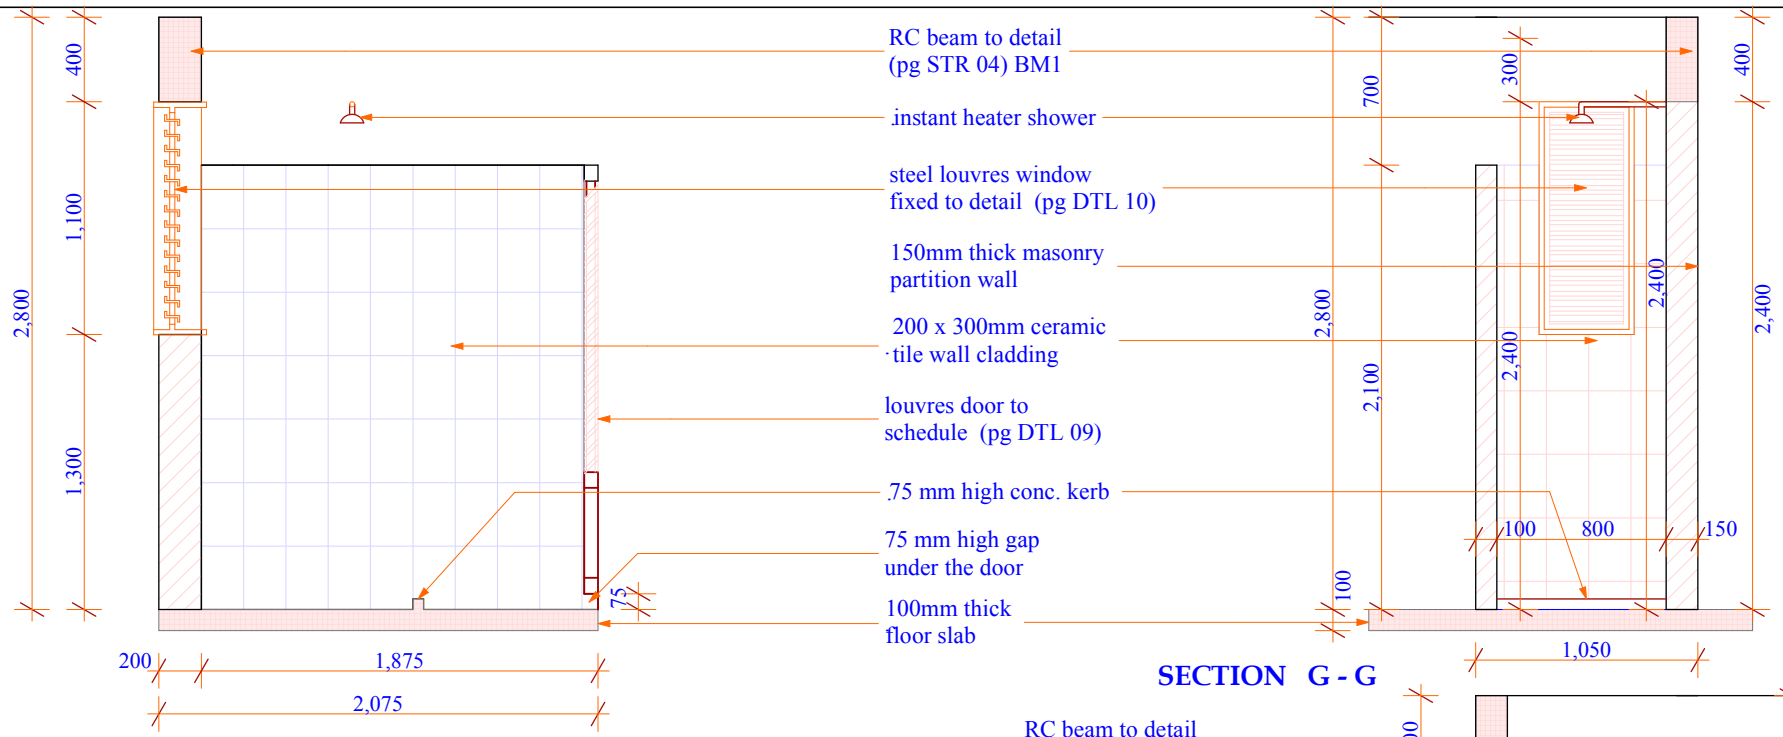 RC beam to detail
(pg STR 04) BM1
.instant heater shower
steel louvres window
fixed to detail (pg DTL 10)
150mm thick masonry
partition wall
200 x 300mm ceramic
tile wall cladding
louvres door to
schedule (pg DTL 09)
.75 mm high conc. kerb
75 mm high gap
under the door
100mm thick
floor slab
2,800
400
1,100
1,300
75
200
1,875
2,075
2,800
100
700
2,100
300
2,400
2,400
400
2,400
100
800
150
1,050
SECTION G - G
RC beam to detail